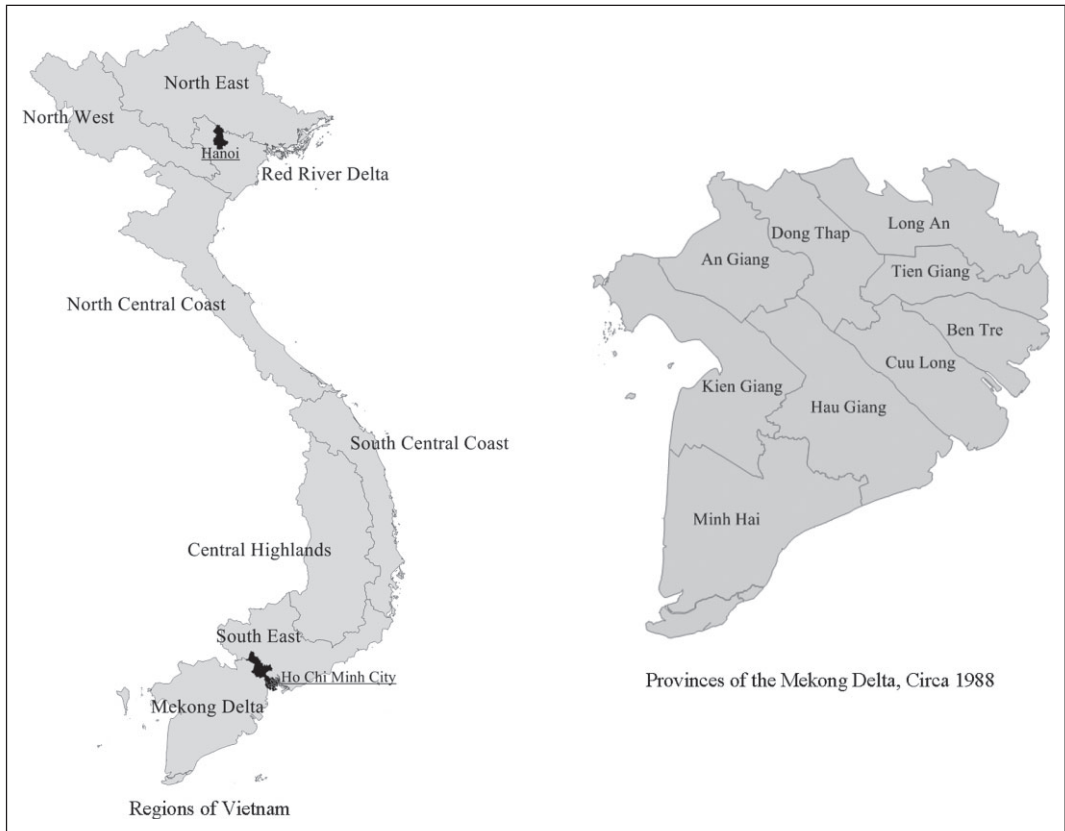 North East
North West
Hanoi
Red River Delta
North Central Coast
South Central Coast
Central Highlands
South East
Ho Chi Minh City
Mekong Delta
Regions of Vietnam
Long An
Dong Thap
An Giang
Tien Giang
Ben Tre
Cuu Long
Kien Giang
Hau Giang
Minh Hai
Provinces of the Mekong Delta, Circa 1988